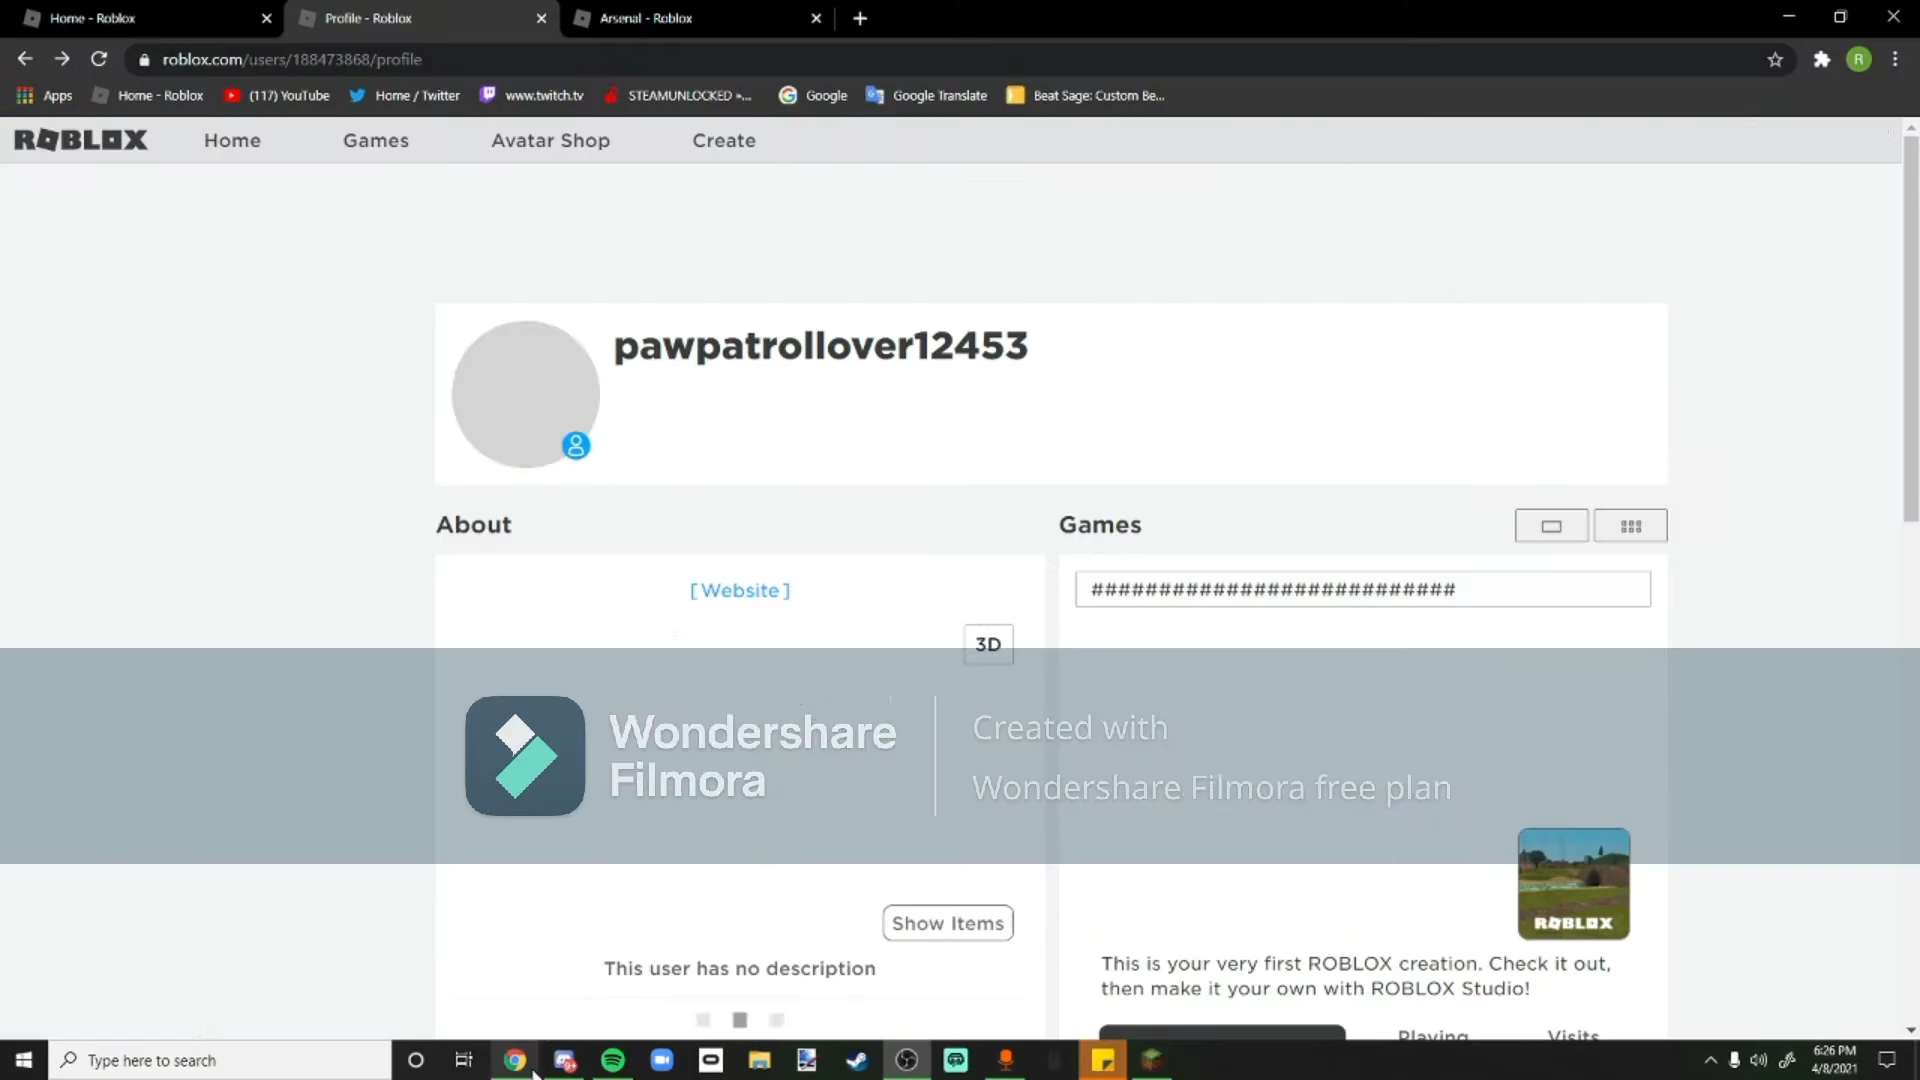 Home - Roblox
Profile - Roblox
Arsenal - Roblox
roblox.com/users/188473868/profile
R
Apps
Home - Roblox
(117) YouTube
Home / Twitter
www.twitch.tv
STEAMUNLOCKED »...
Google
Google Translate
Beat Sage: Custom Be...
ROBLOX
Home
Games
Avatar Shop
Create
pawpatrollover12453
About
Games
[ Website ]
###########################
3D
Wondershare
Filmora
Created with
Wondershare Filmora free plan
ROBLOX
Show Items
This user has no description
This is your very first ROBLOX creation. Check it out,
then make it your own with ROBLOX Studio!
Playing
Visits
Type here to search
6:26 PM
4/8/2021